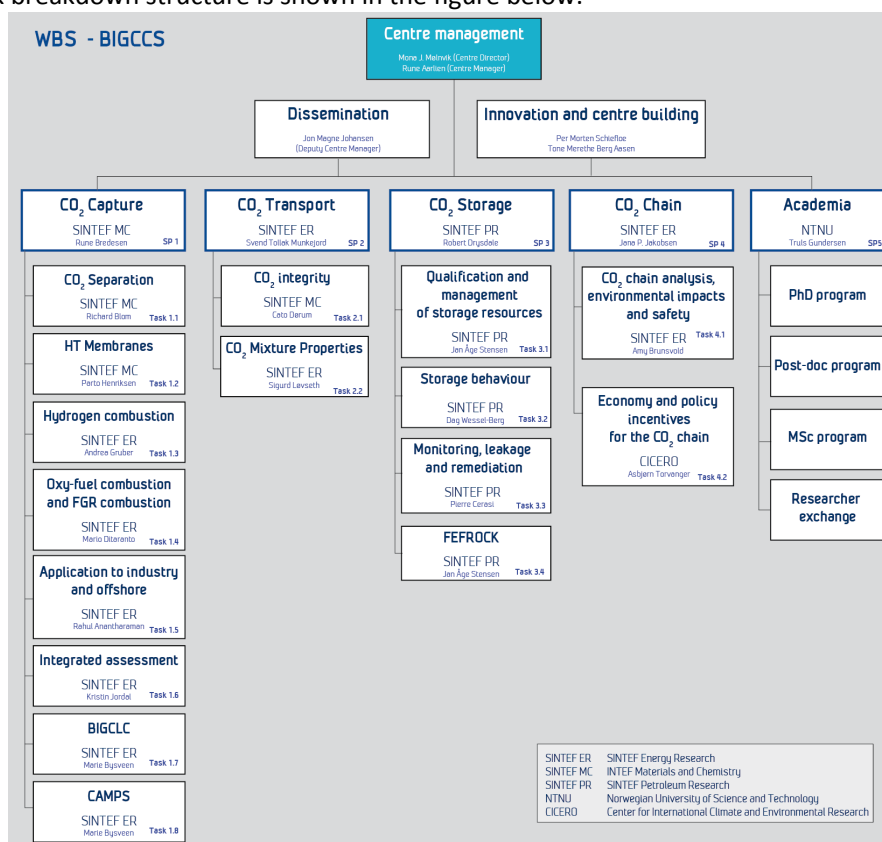 k breakdown structure is shown in the figure below.
WBS - BIGCCS
Centre management
Mona J. Mølnvik (Centre Director)
Rune Aarlien (Centre Manager)
Dissemination
Jon Magne Johansen
(Deputy Centre Manager)
Innovation and centre building
Per Morten Schiefloe
Tone Merethe Berg Aasen
CO₂ Capture
SINTEF MC
Rune Bredesen
SP 1
CO₂ Transport
SINTEF ER
Svend Tollak Munkejord
SP 2
CO₂ Storage
SINTEF PR
Robert Drysdale
SP 3
CO₂ Chain
SINTEF ER
Jana P. Jakobsen
SP 4
Academia
NTNU
Truls Gundersen
SP5
CO₂ Separation
SINTEF MC
Richard Blom
Task 1.1
HT Membranes
SINTEF MC
Parto Henriksen
Task 1.2
Hydrogen combustion
SINTEF ER
Andrea Gruber
Task 1.3
Oxy-fuel combustion
and FGR combustion
SINTEF ER
Mario Ditaranto
Task 1.4
Application to industry
and offshore
SINTEF ER
Rahul Anantharaman
Task 1.5
Integrated assessment
SINTEF ER
Kristin Jordal
Task 1.6
BIGCLC
SINTEF ER
Marie Bysveen
Task 1.7
CAMPS
SINTEF ER
Marie Bysveen
Task 1.8
CO₂ integrity
SINTEF MC
Cato Dørum
Task 2.1
CO₂ Mixture Properties
SINTEF ER
Sigurd Løvseth
Task 2.2
Qualification and
management
of storage resources
SINTEF PR
Jan Åge Stensen
Task 3.1
Storage behaviour
SINTEF PR
Dag Wessel-Berg
Task 3.2
Monitoring, leakage
and remediation
SINTEF PR
Pierre Cerasi
Task 3.3
FEFROCK
SINTEF PR
Jan Åge Stensen
Task 3.4
CO₂ chain analysis,
environmental impacts
and safety
SINTEF ER
Task 4.1
Amy Brunsvold
Economy and policy
incentives
for the CO₂ chain
CICERO
Asbjørn Torvanger
Task 4.2
PhD program
Post-doc program
MSc program
Researcher
exchange
SINTEF ER SINTEF Energy Research
SINTEF MC INTEF Materials and Chemistry
SINTEF PR SINTEF Petroleum Research
NTNU Norwegian University of Science and Technology
CICERO Center for International Climate and Environmental Research